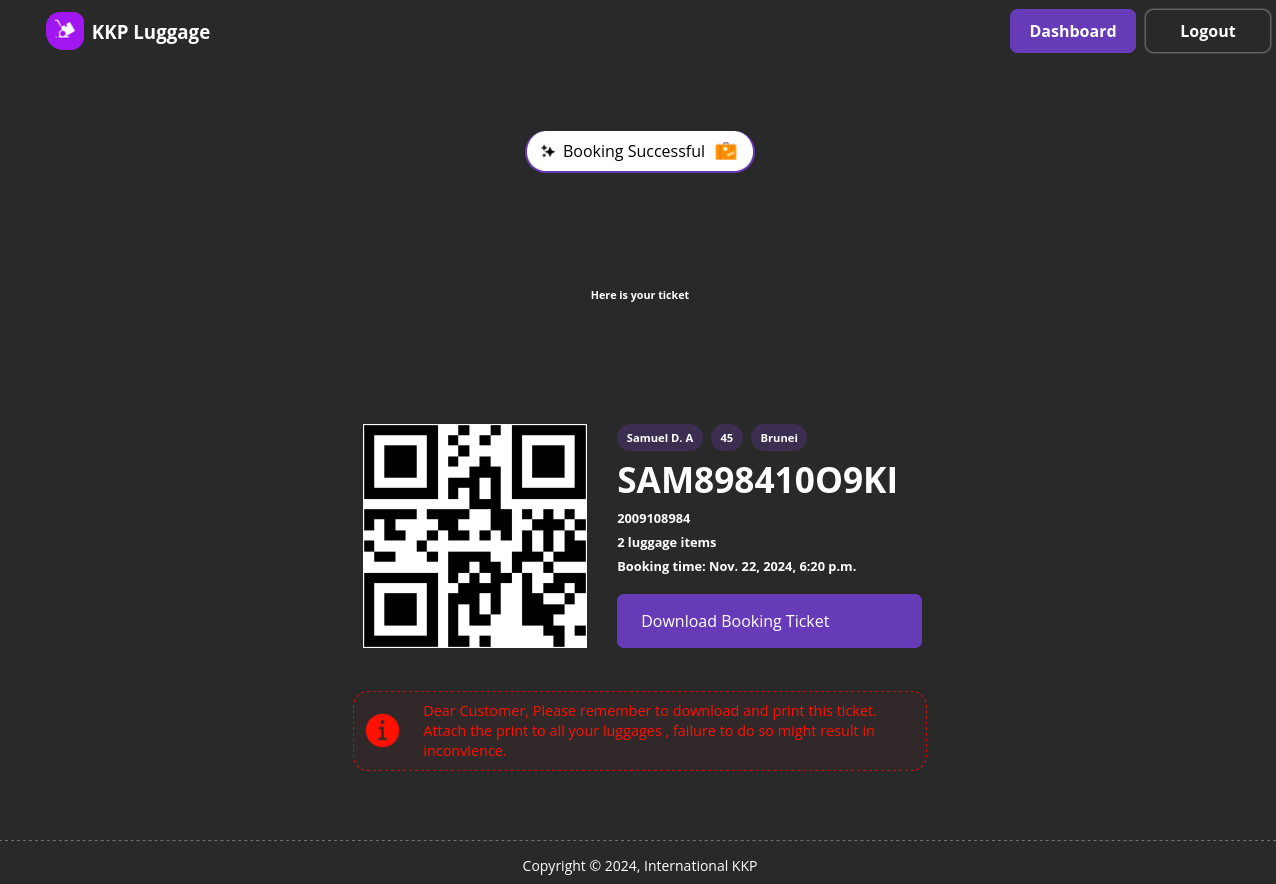 KKP Luggage
Dashboard
Logout
Booking Successful
Here is your ticket
Samuel D. A
45
Brunei
SAM898410O9KI
2009108984
2 luggage items
Booking time: Nov. 22, 2024, 6:20 p.m.
Download Booking Ticket
Dear Customer, Please remember to download and print this ticket.
Attach the print to all your luggages , failure to do so might result in
inconvience.
Copyright © 2024, International KKP